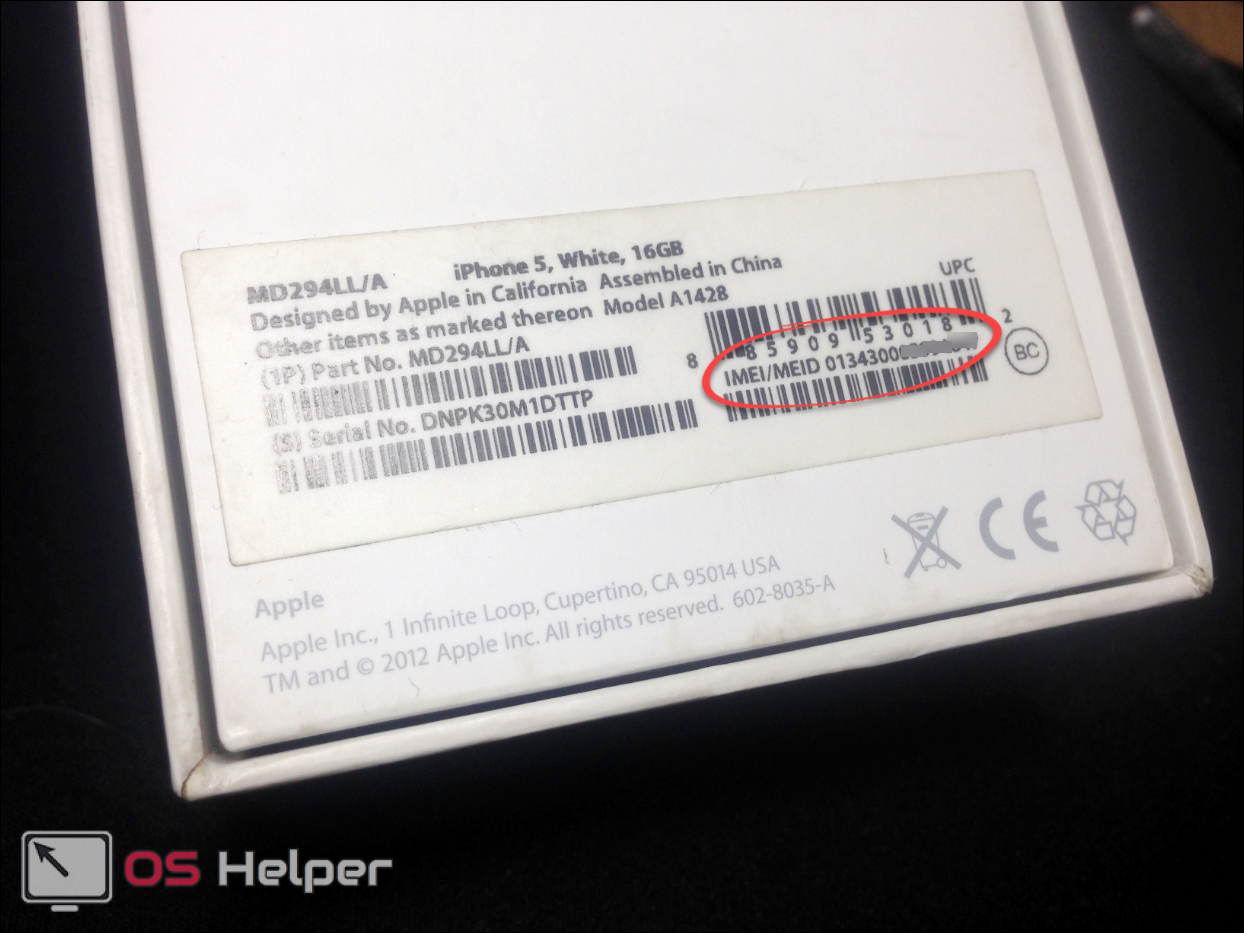 MD294LL/A iPhone 5, White, 16GB
Designed by Apple in California Assembled in China
Other items as marked thereon Model A1428
(1P) Part No. MD294LL/A
(S) Serial No. DNPK30M1DTTP
UPC
8 85909 53018 2
IMEI/MEID 0134300
BC
Apple
Apple Inc., 1 Infinite Loop, Cupertino, CA 95014 USA
TM and © 2012 Apple Inc. All rights reserved. 602-8035-A
CE
OS Helper